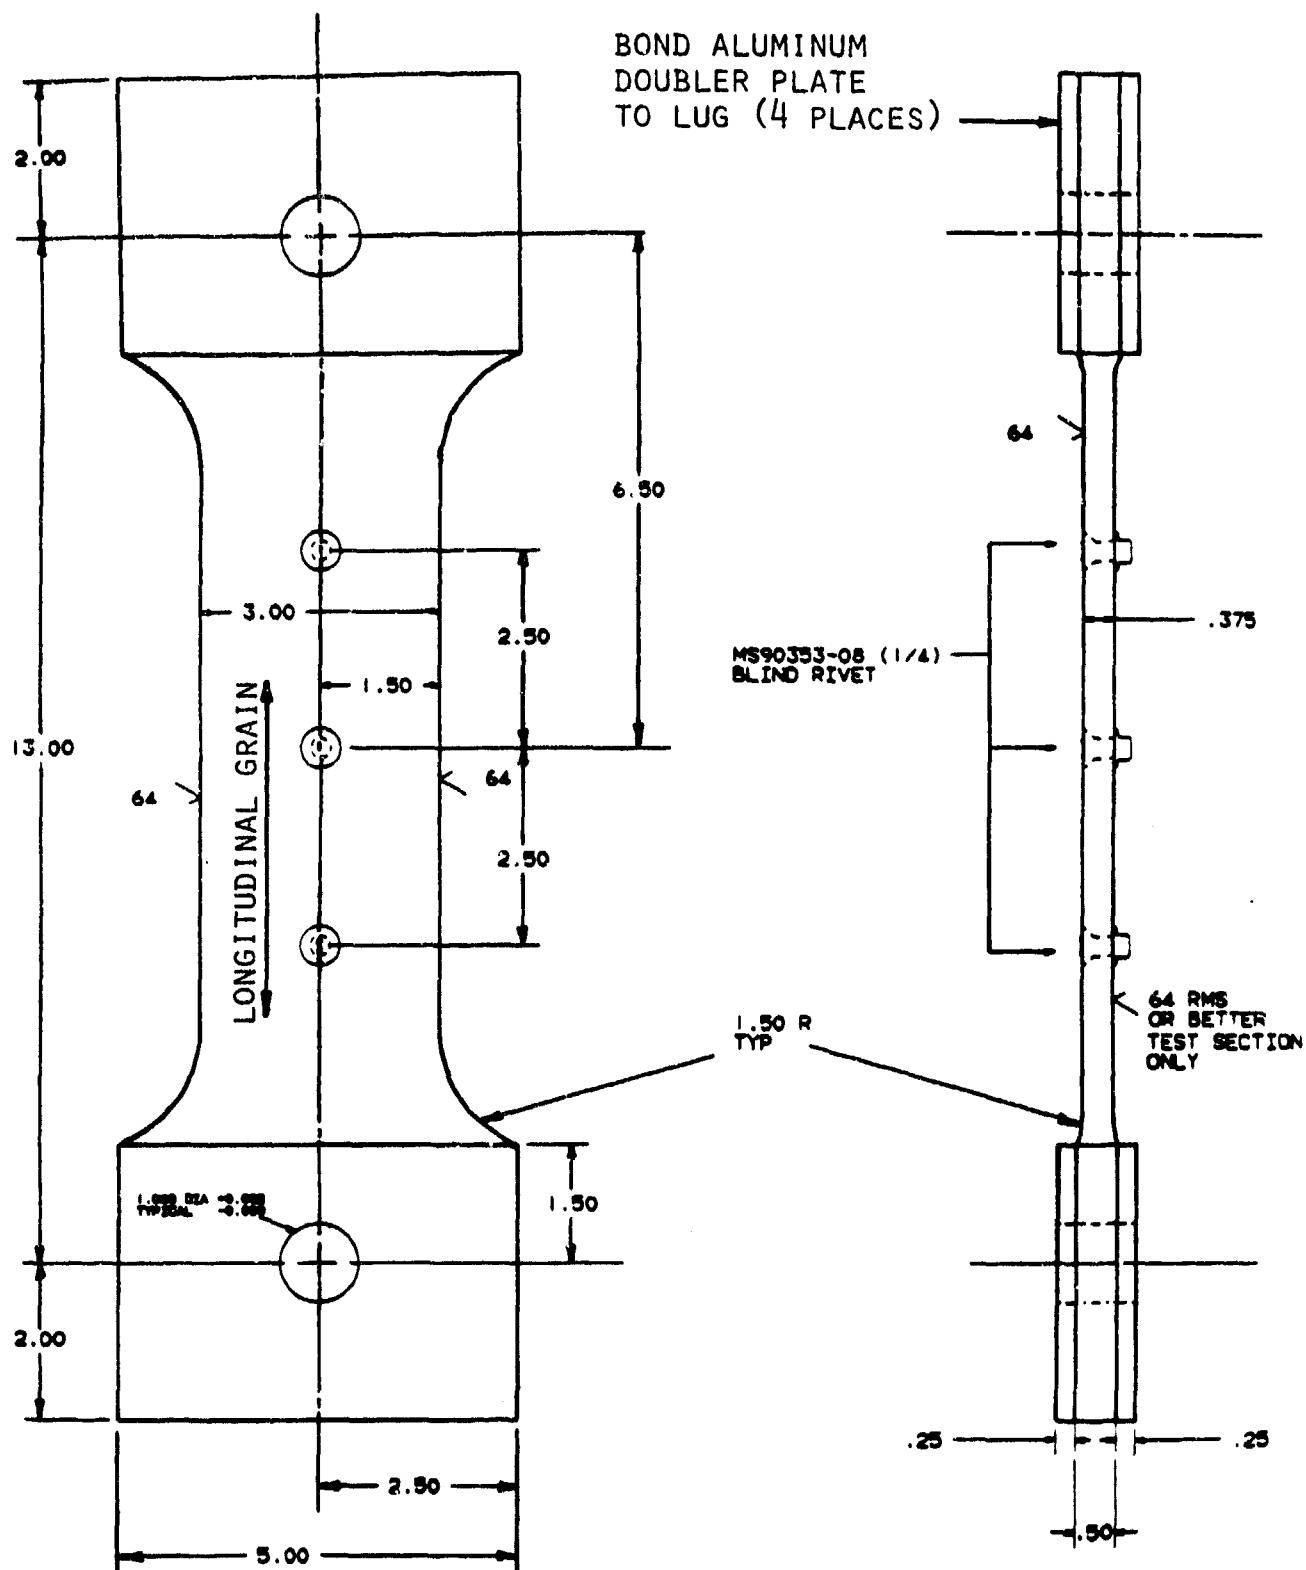 BOND ALUMINUM
DOUBLER PLATE
TO LUG (4 PLACES)
2.00
64
6.50
3.00
2.50
.375
MS90353-08 (1/4)
BLIND RIVET
1.50
LONGITUDINAL GRAIN
13.00
64
64
2.50
64 RMS
OR BETTER
TEST SECTION
ONLY
1.50 R
TYP
DIA
TYPICAL
1.50
2.00
.25
.25
2.50
.50
5.00